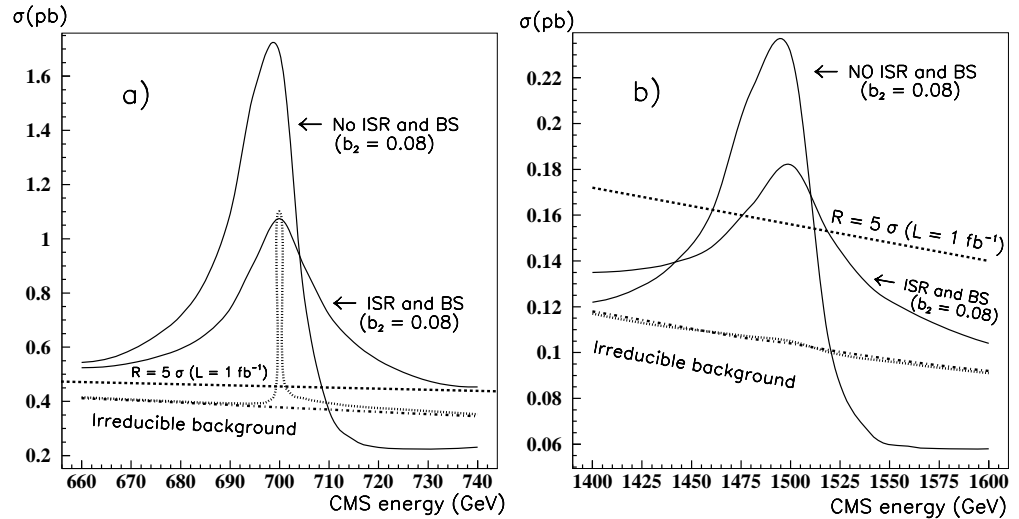 σ(pb)
1.6
1.4
1.2
1
0.8
0.6
0.4
0.2
a)
← No ISR and BS
(b₂ = 0.08)
← ISR and BS
(b₂ = 0.08)
R = 5 σ (L = 1 fb⁻¹)
Irreducible background
660 670 680 690 700 710 720 730 740
CMS energy (GeV)
σ(pb)
0.22
0.2
0.18
0.16
0.14
0.12
0.1
0.08
0.06
b)
← NO ISR and BS
(b₂ = 0.08)
R = 5 σ (L = 1 fb⁻¹)
← ISR and BS
(b₂ = 0.08)
Irreducible background
1400 1425 1450 1475 1500 1525 1550 1575 1600
CMS energy (GeV)